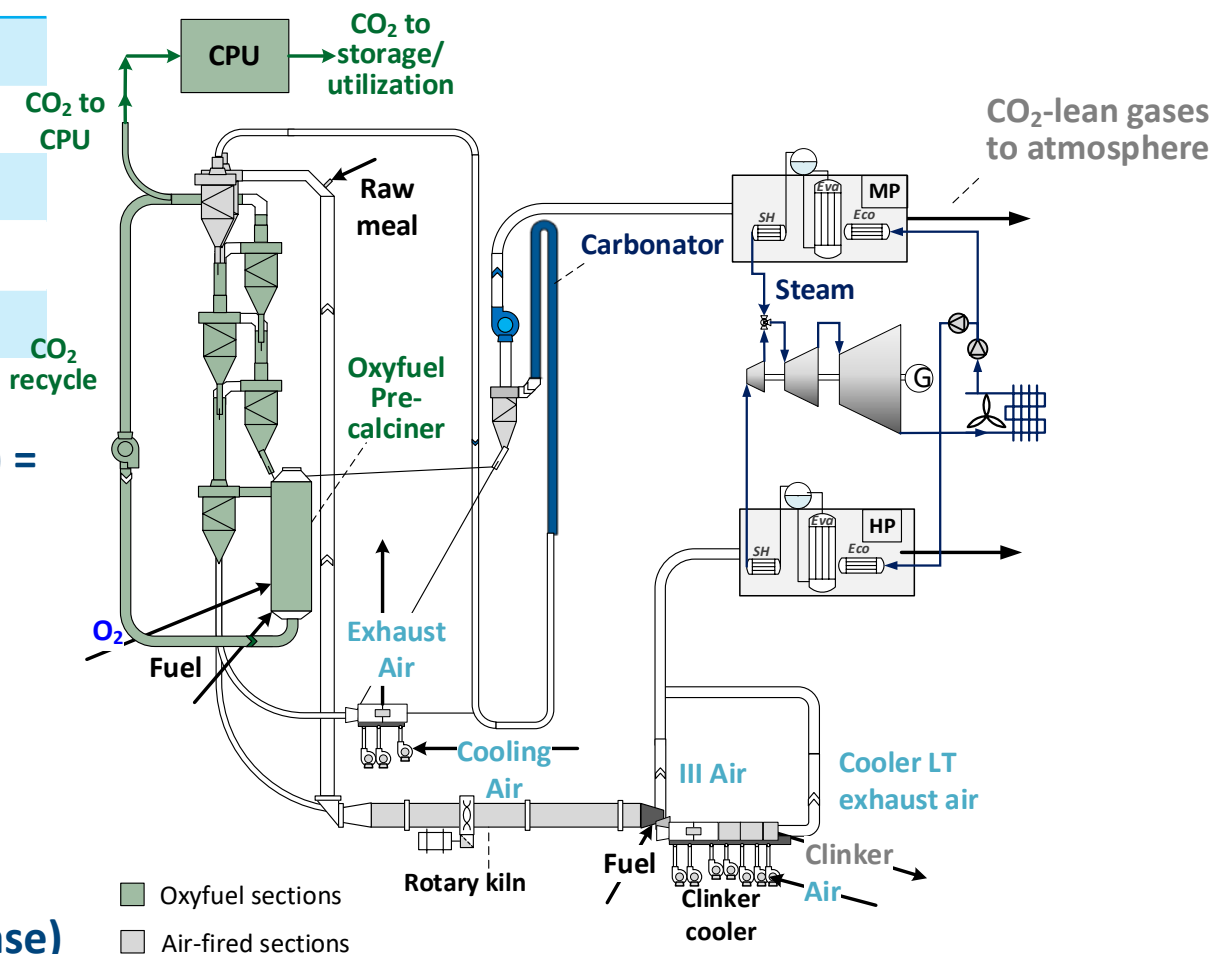 CPU
CO₂ to
storage/
utilization
CO₂ to
CPU
CO₂-lean gases
to atmosphere
Raw
meal
Eva
MP
SH
Eco
Carbonator
Steam
CO₂
recycle
Oxyfuel
Pre-
calciner
G
=
Eva
HP
SH
Eco
O₂
Fuel
Exhaust
Air
Cooling
Air
III Air
Cooler LT
exhaust air
Fuel
Clinker
Air
Rotary kiln
Clinker
cooler
Oxyfuel sections
Air-fired sections
ase)